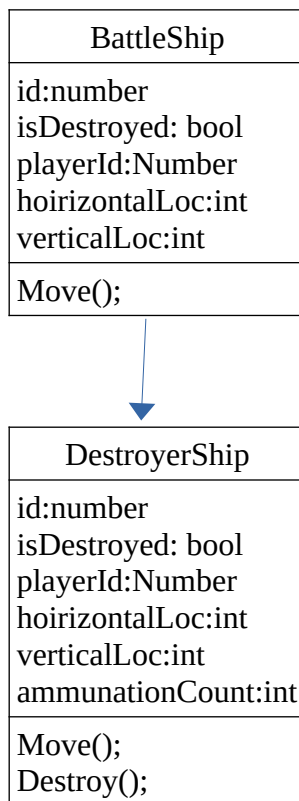 BattleShip
id:number
isDestroyed: bool
playerId:Number
hoirizontalLoc:int
verticalLoc:int
Move();
DestroyerShip
id:number
isDestroyed: bool
playerId:Number
hoirizontalLoc:int
verticalLoc:int
ammunationCount:int
Move();
Destroy();